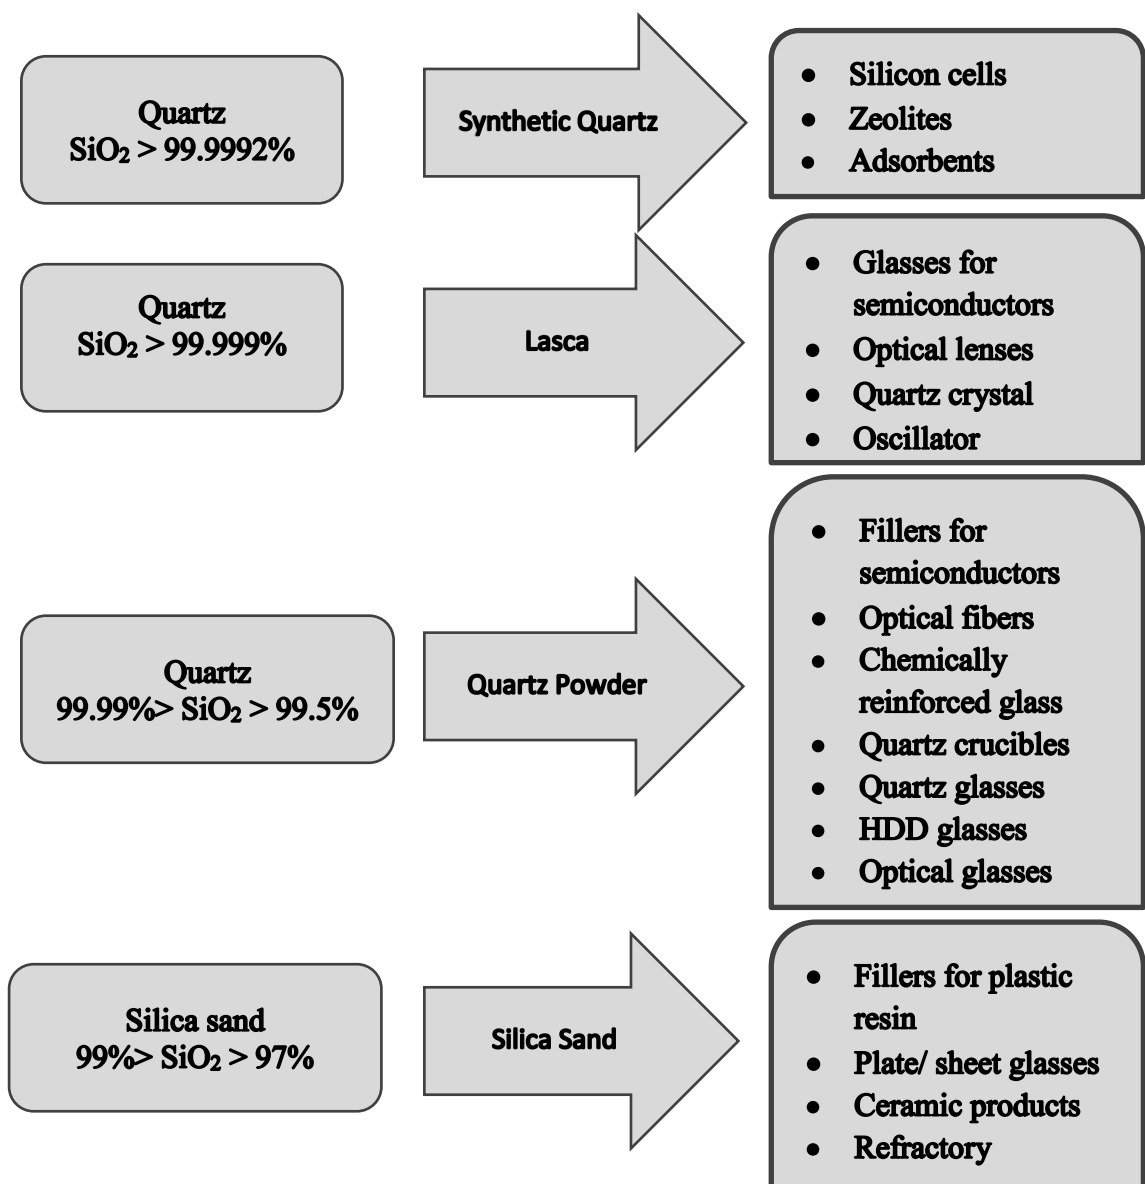 Quartz
SiO₂ > 99.9992%
Synthetic Quartz
• Silicon cells
• Zeolites
• Adsorbents
Quartz
SiO₂ > 99.999%
Lasca
• Glasses for
semiconductors
• Optical lenses
• Quartz crystal
• Oscillator
Quartz
99.99%> SiO₂ > 99.5%
Quartz Powder
• Fillers for
semiconductors
• Optical fibers
• Chemically
reinforced glass
• Quartz crucibles
• Quartz glasses
• HDD glasses
• Optical glasses
Silica sand
99%> SiO₂ > 97%
Silica Sand
• Fillers for plastic
resin
• Plate/ sheet glasses
• Ceramic products
• Refractory